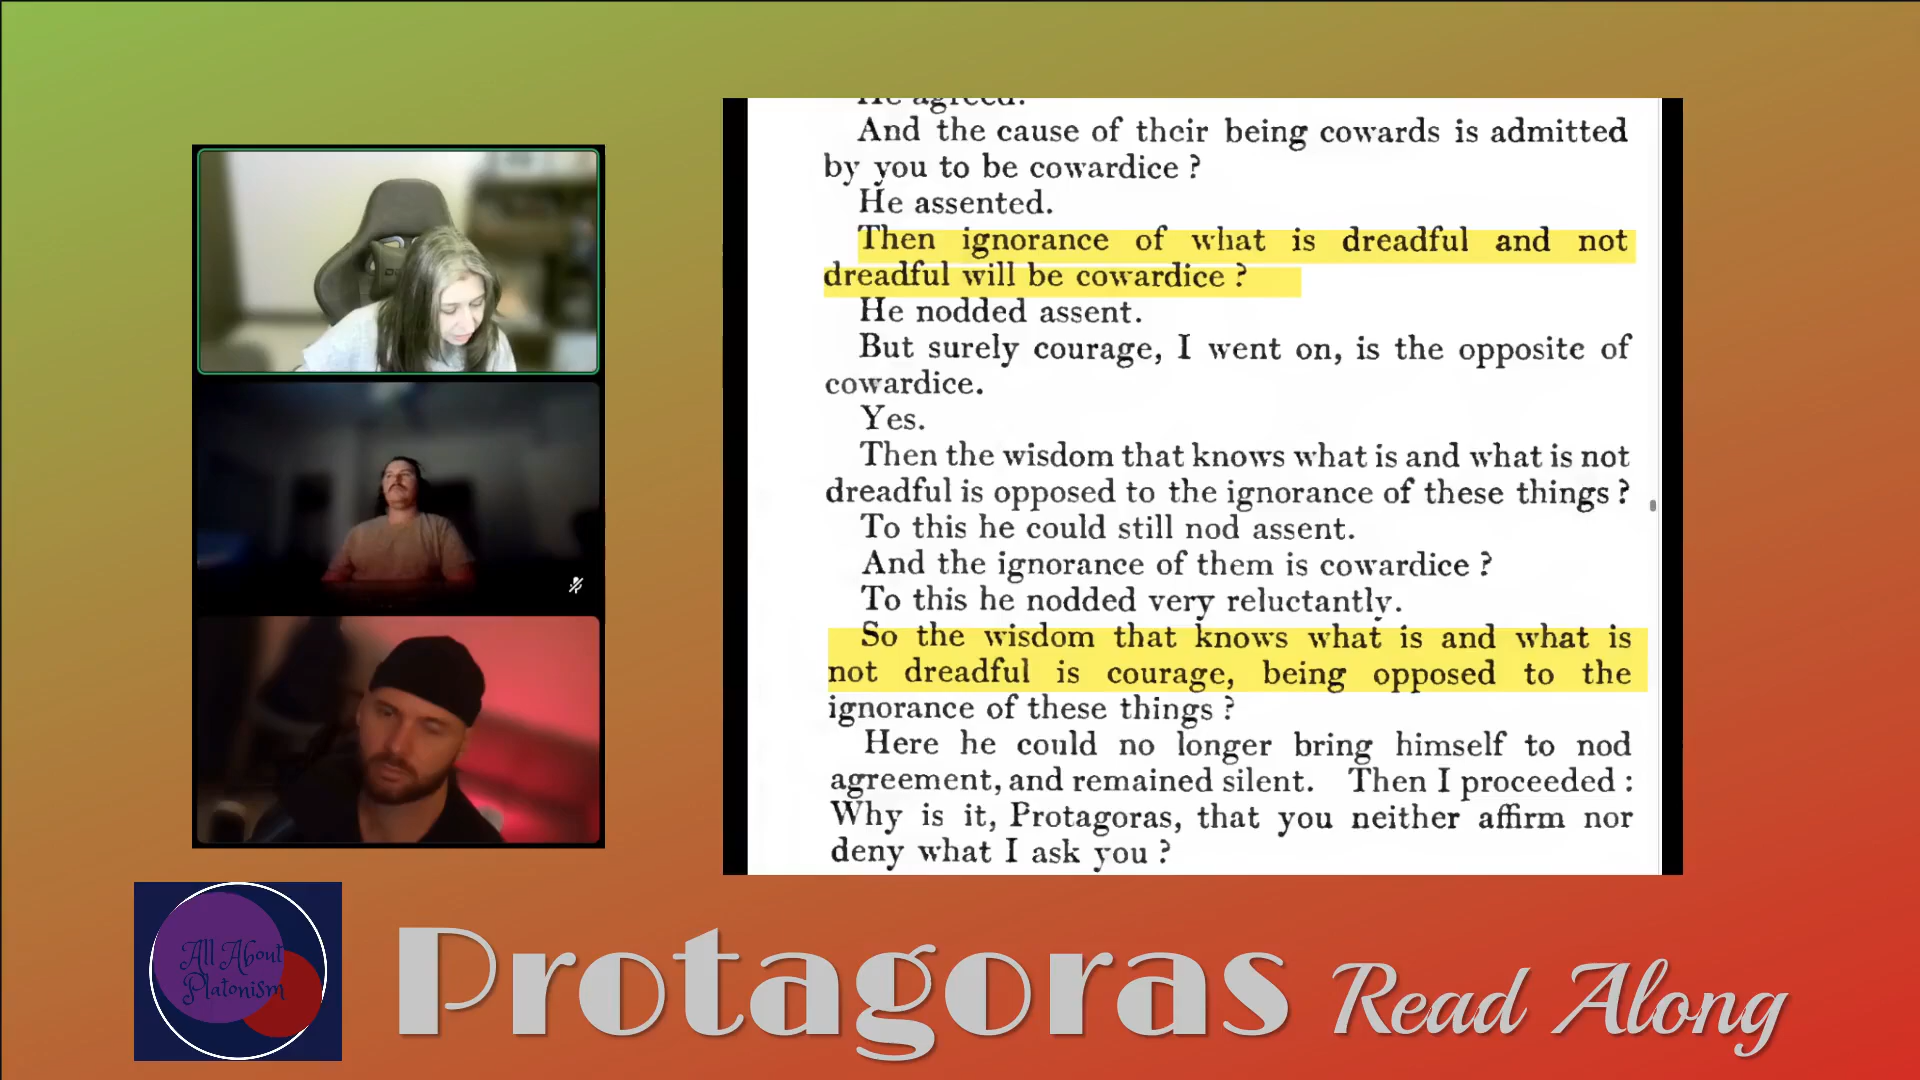 He agreed.
And the cause of their being cowards is admitted
by you to be cowardice ?
He assented.
Then ignorance of what is dreadful and not
dreadful will be cowardice ?
He nodded assent.
But surely courage, I went on, is the opposite of
cowardice.
Yes.
Then the wisdom that knows what is and what is not
dreadful is opposed to the ignorance of these things ?
To this he could still nod assent.
And the ignorance of them is cowardice ?
To this he nodded very reluctantly.
So the wisdom that knows what is and what is
not dreadful is courage, being opposed to the
ignorance of these things ?
Here he could no longer bring himself to nod
agreement, and remained silent. Then I proceeded :
Why is it, Protagoras, that you neither affirm nor
deny what I ask you ?
All About
Platonism
Protagoras Read Along